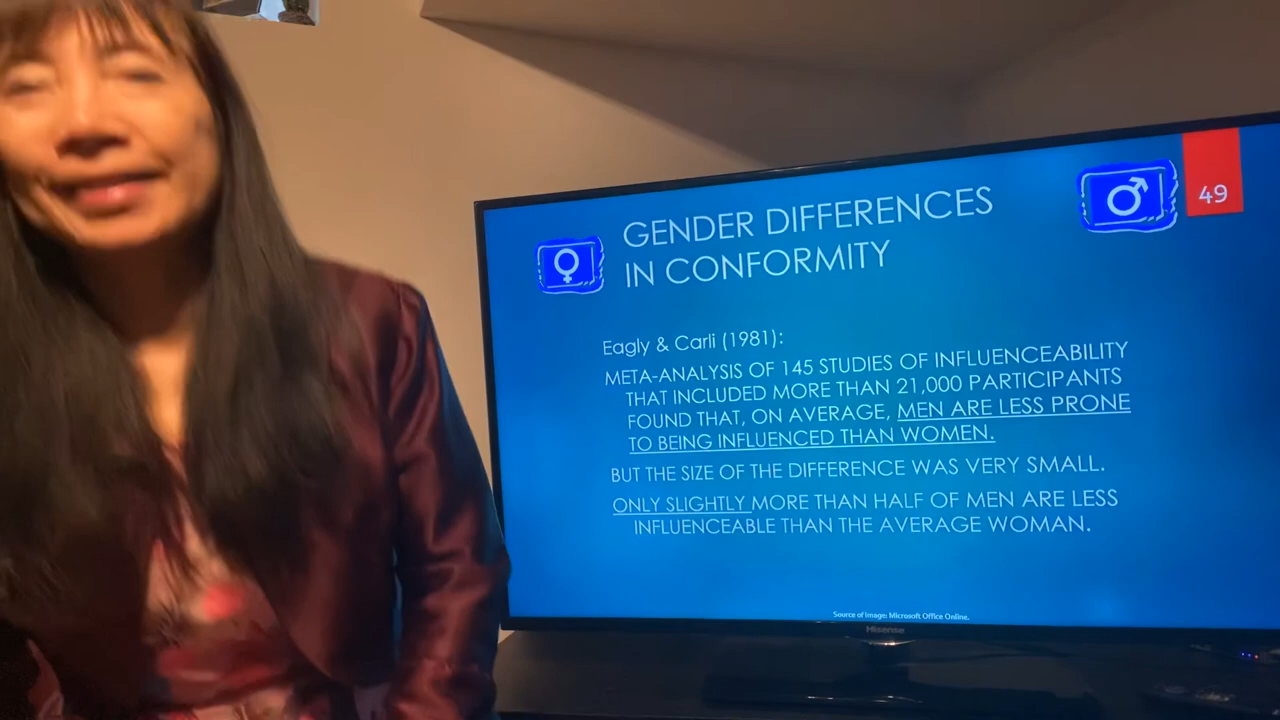 49
GENDER DIFFERENCES
IN CONFORMITY
Eagly & Carli (1981):
META-ANALYSIS OF 145 STUDIES OF INFLUENCEABILITY
THAT INCLUDED MORE THAN 21,000 PARTICIPANTS
FOUND THAT, ON AVERAGE, MEN ARE LESS PRONE
TO BEING INFLUENCED THAN WOMEN.
BUT THE SIZE OF THE DIFFERENCE WAS VERY SMALL.
ONLY SLIGHTLY MORE THAN HALF OF MEN ARE LESS
INFLUENCEABLE THAN THE AVERAGE WOMAN.
Source of Image: Microsoft Office Online.
Hisense